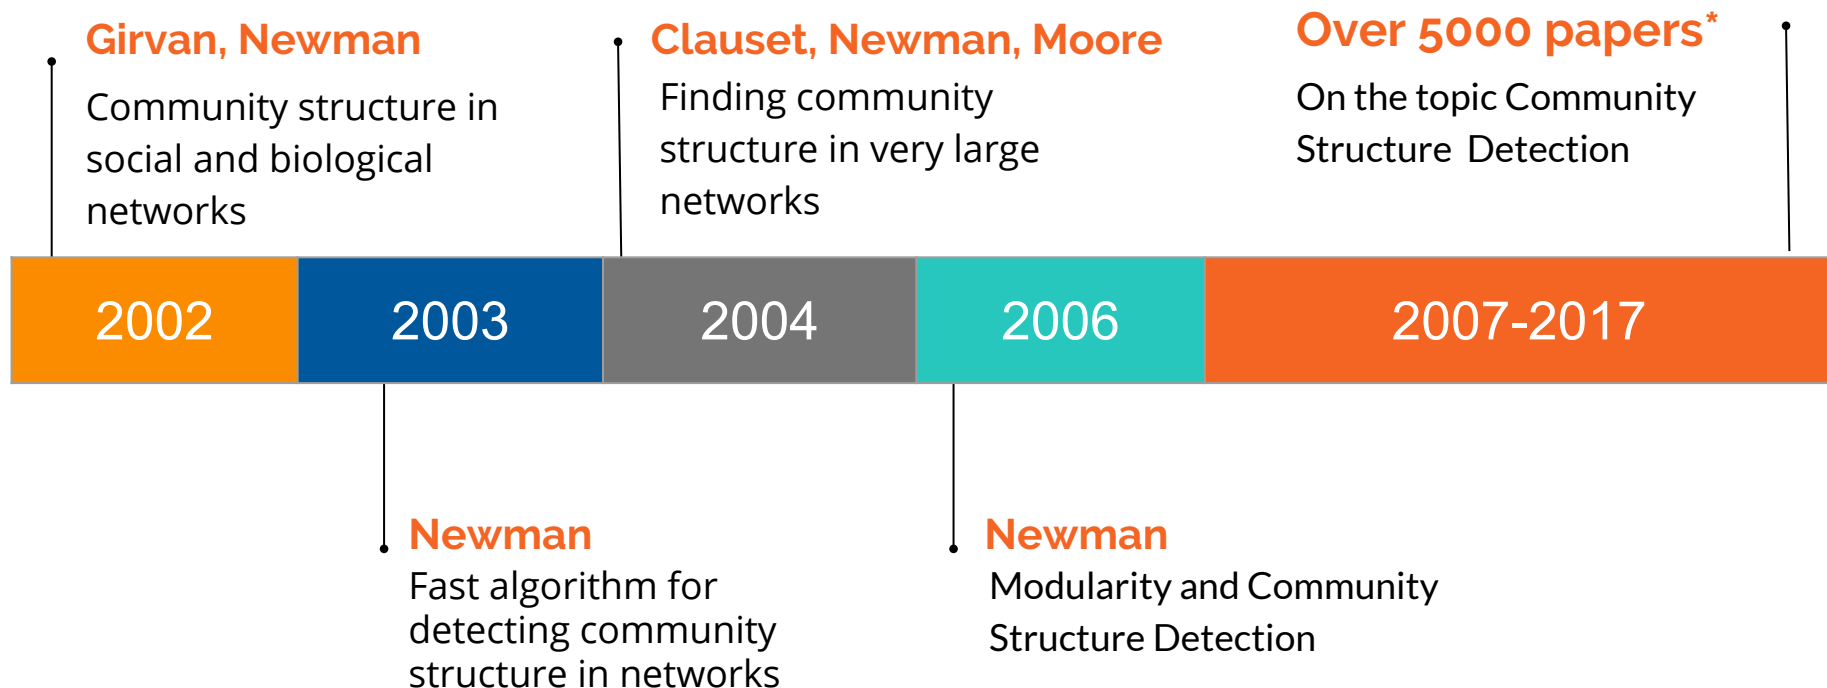 Girvan, Newman
Community structure in
social and biological
networks
Clauset, Newman, Moore
Finding community
structure in very large
networks
Over 5000 papers*
On the topic Community
Structure Detection
2002
2003
2004
2006
2007-2017
Newman
Fast algorithm for
detecting community
structure in networks
Newman
Modularity and Community
Structure Detection